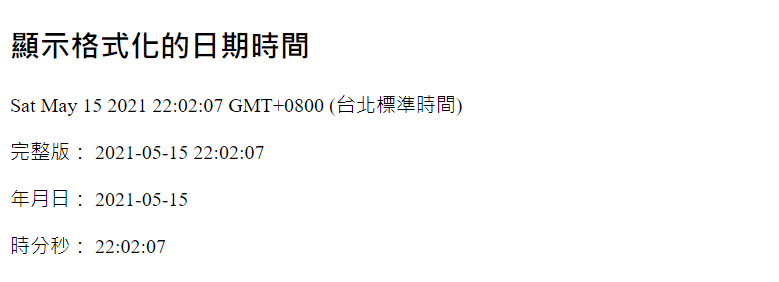 顯示格式化的日期時間
Sat May 15 2021 22:02:07 GMT+0800 (台北標準時間)
完整版： 2021-05-15 22:02:07
年月日： 2021-05-15
時分秒： 22:02:07